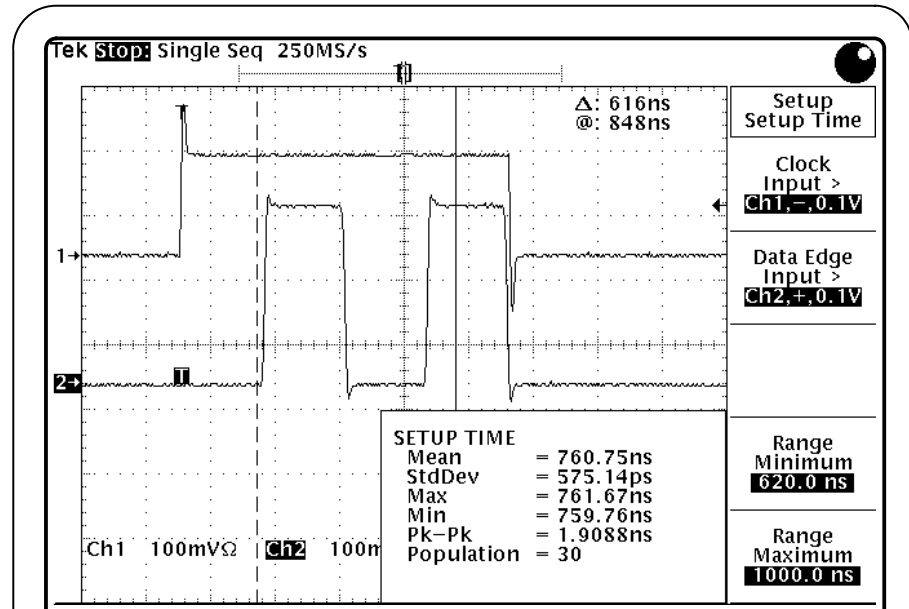 Tek Stop: Single Seq 250MS/s
Δ: 616ns
@: 848ns
T
1→
T
2→
SETUP TIME
Mean = 760.75ns
StdDev = 575.14ps
Max = 761.67ns
Min = 759.76ns
Pk-Pk = 1.9088ns
Population = 30
Ch1 100mVΩ Ch2 100m
Setup
Setup Time
Clock
Input >
Ch1,−,0.1V
Data Edge
Input >
Ch2,+,0.1V
Range
Minimum
620.0 ns
Range
Maximum
1000.0 ns